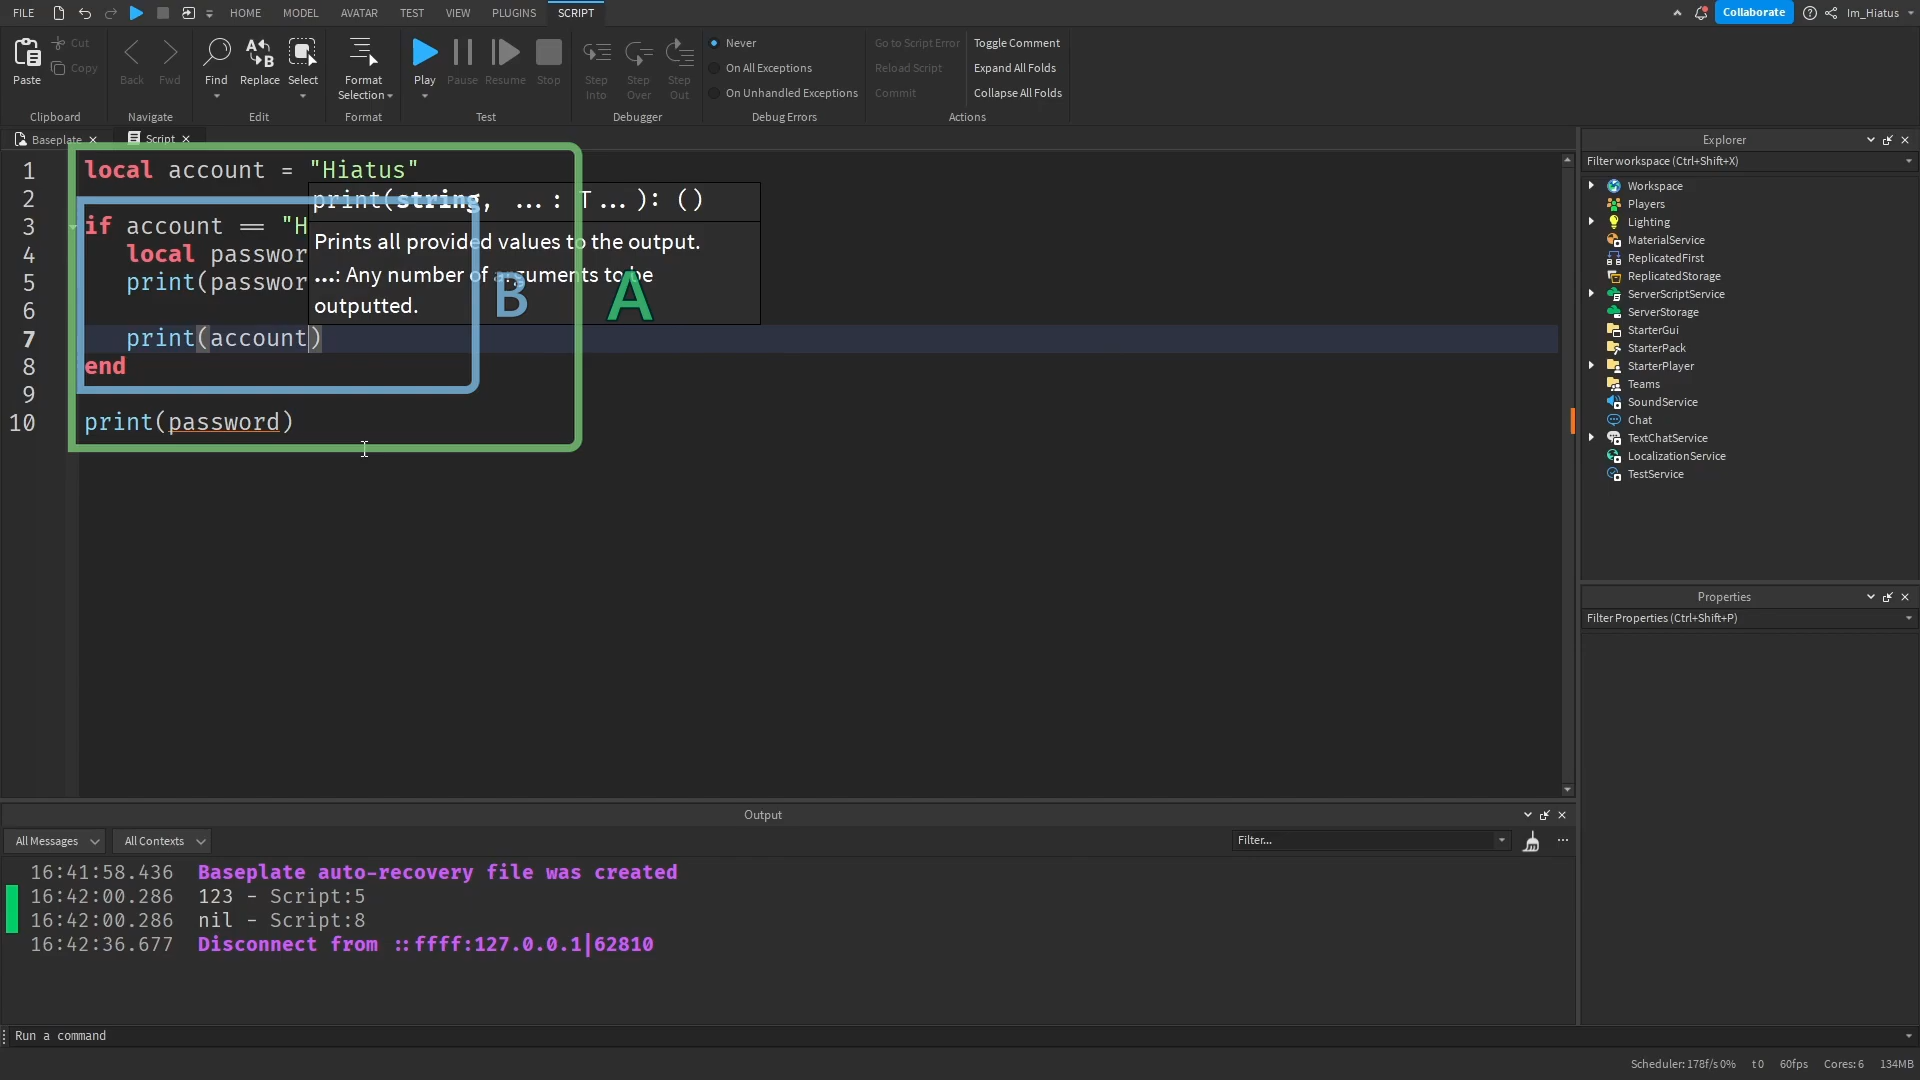 FILE HOME MODEL AVATAR TEST VIEW PLUGINS SCRIPT Collaborate Im_Hiatus
Paste Cut Copy
Back Fwd
Find Replace Select
Format Selection
Play Pause Resume Stop
Step Into Step Over Step Out
Never
On All Exceptions
On Unhandled Exceptions
Go to Script Error
Reload Script
Commit
Toggle Comment
Expand All Folds
Collapse All Folds
Clipboard Navigate Edit Format Test Debugger Debug Errors Actions
Baseplate Script
1 local account = "Hiatus"
2
3 if account == "H
4 local passwor
5 print(passwor
6
7 print(account)
8 end
9
10 print(password)
print(string, ...: T...): ()
Prints all provided values to the output.
...: Any number of arguments to be
outputted.
B A
Explorer
Filter workspace (Ctrl+Shift+X)
Workspace
Players
Lighting
MaterialService
ReplicatedFirst
ReplicatedStorage
ServerScriptService
ServerStorage
StarterGui
StarterPack
StarterPlayer
Teams
SoundService
Chat
TextChatService
LocalizationService
TestService
Properties
Filter Properties (Ctrl+Shift+P)
Output
All Messages All Contexts Filter...
16:41:58.436 Baseplate auto-recovery file was created
16:42:00.286 123 - Script:5
16:42:00.286 nil - Script:8
16:42:36.677 Disconnect from ::ffff:127.0.0.1|62810
Run a command
Scheduler: 178f/s 0% t 0 60fps Cores: 6 134MB